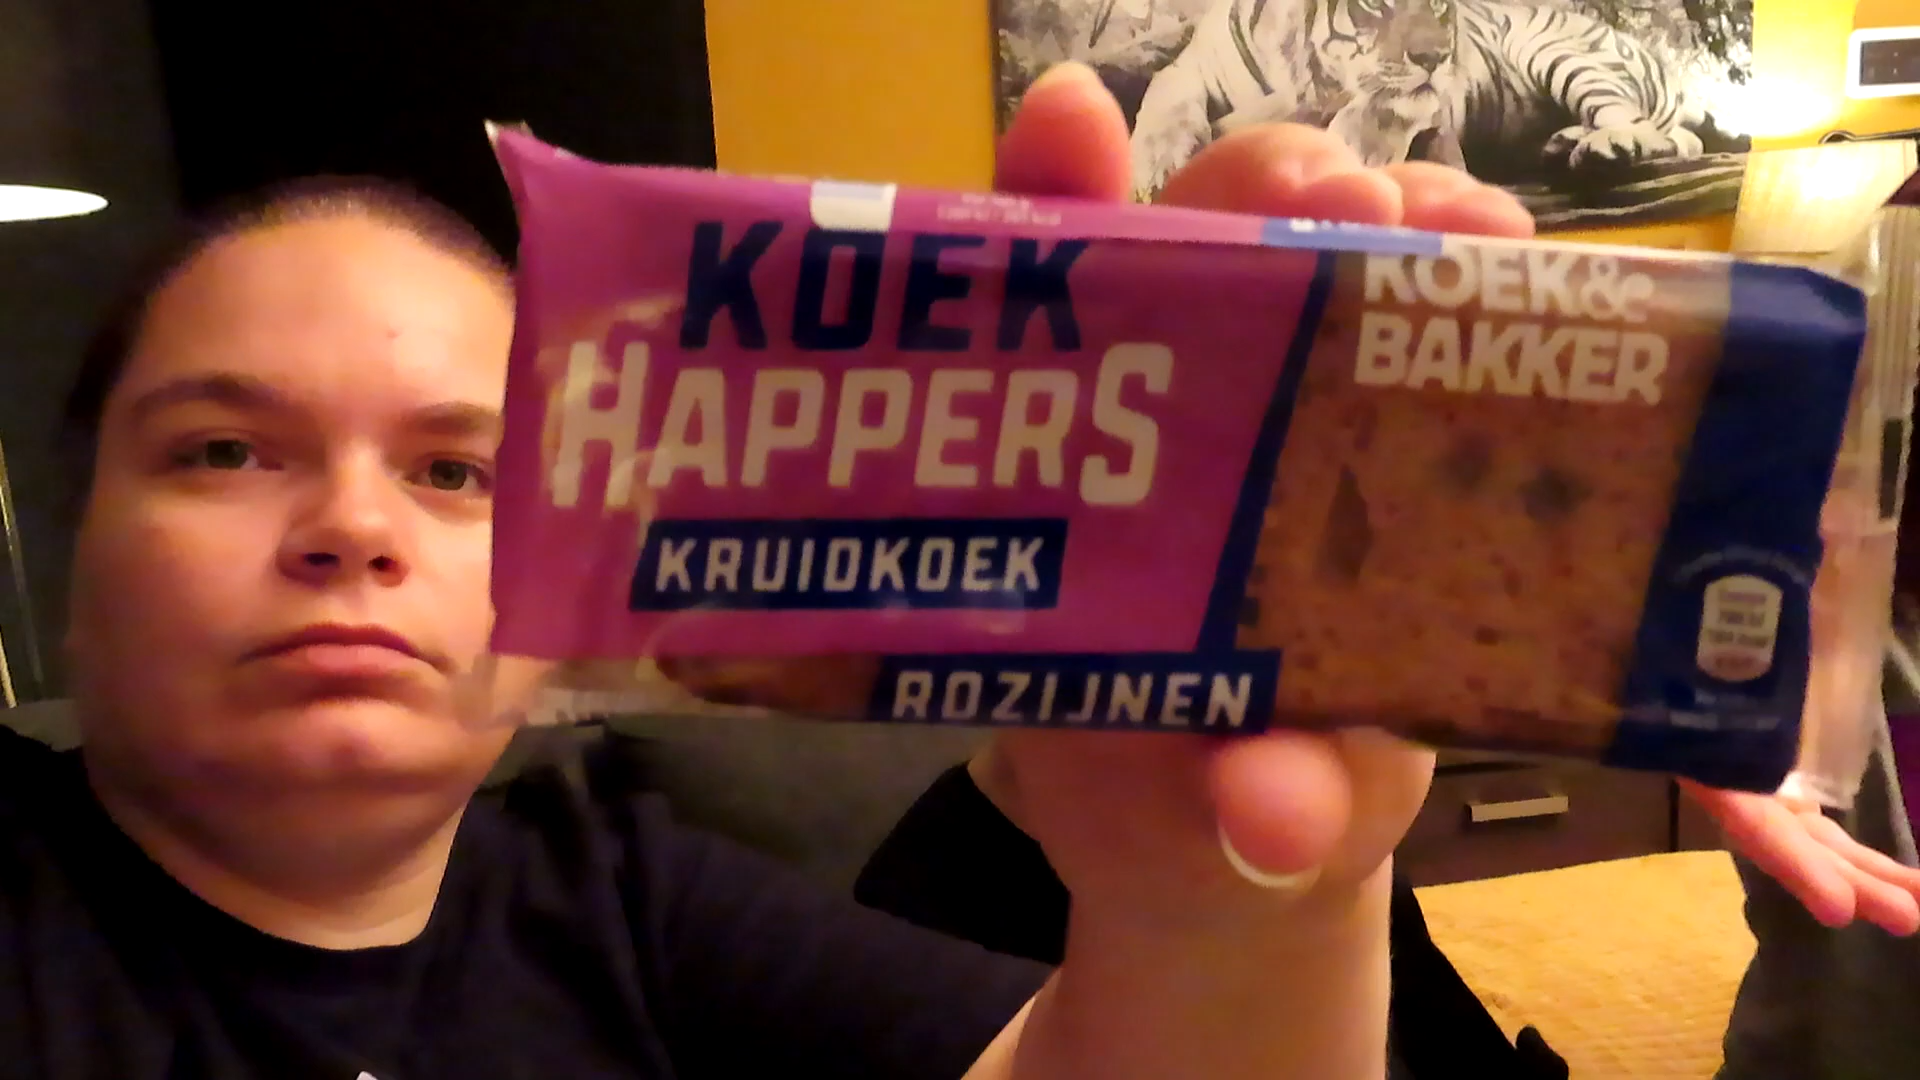 KOEK
HAPPERS
KRUIDKOEK
ROZIJNEN
KOEK&
BAKKER